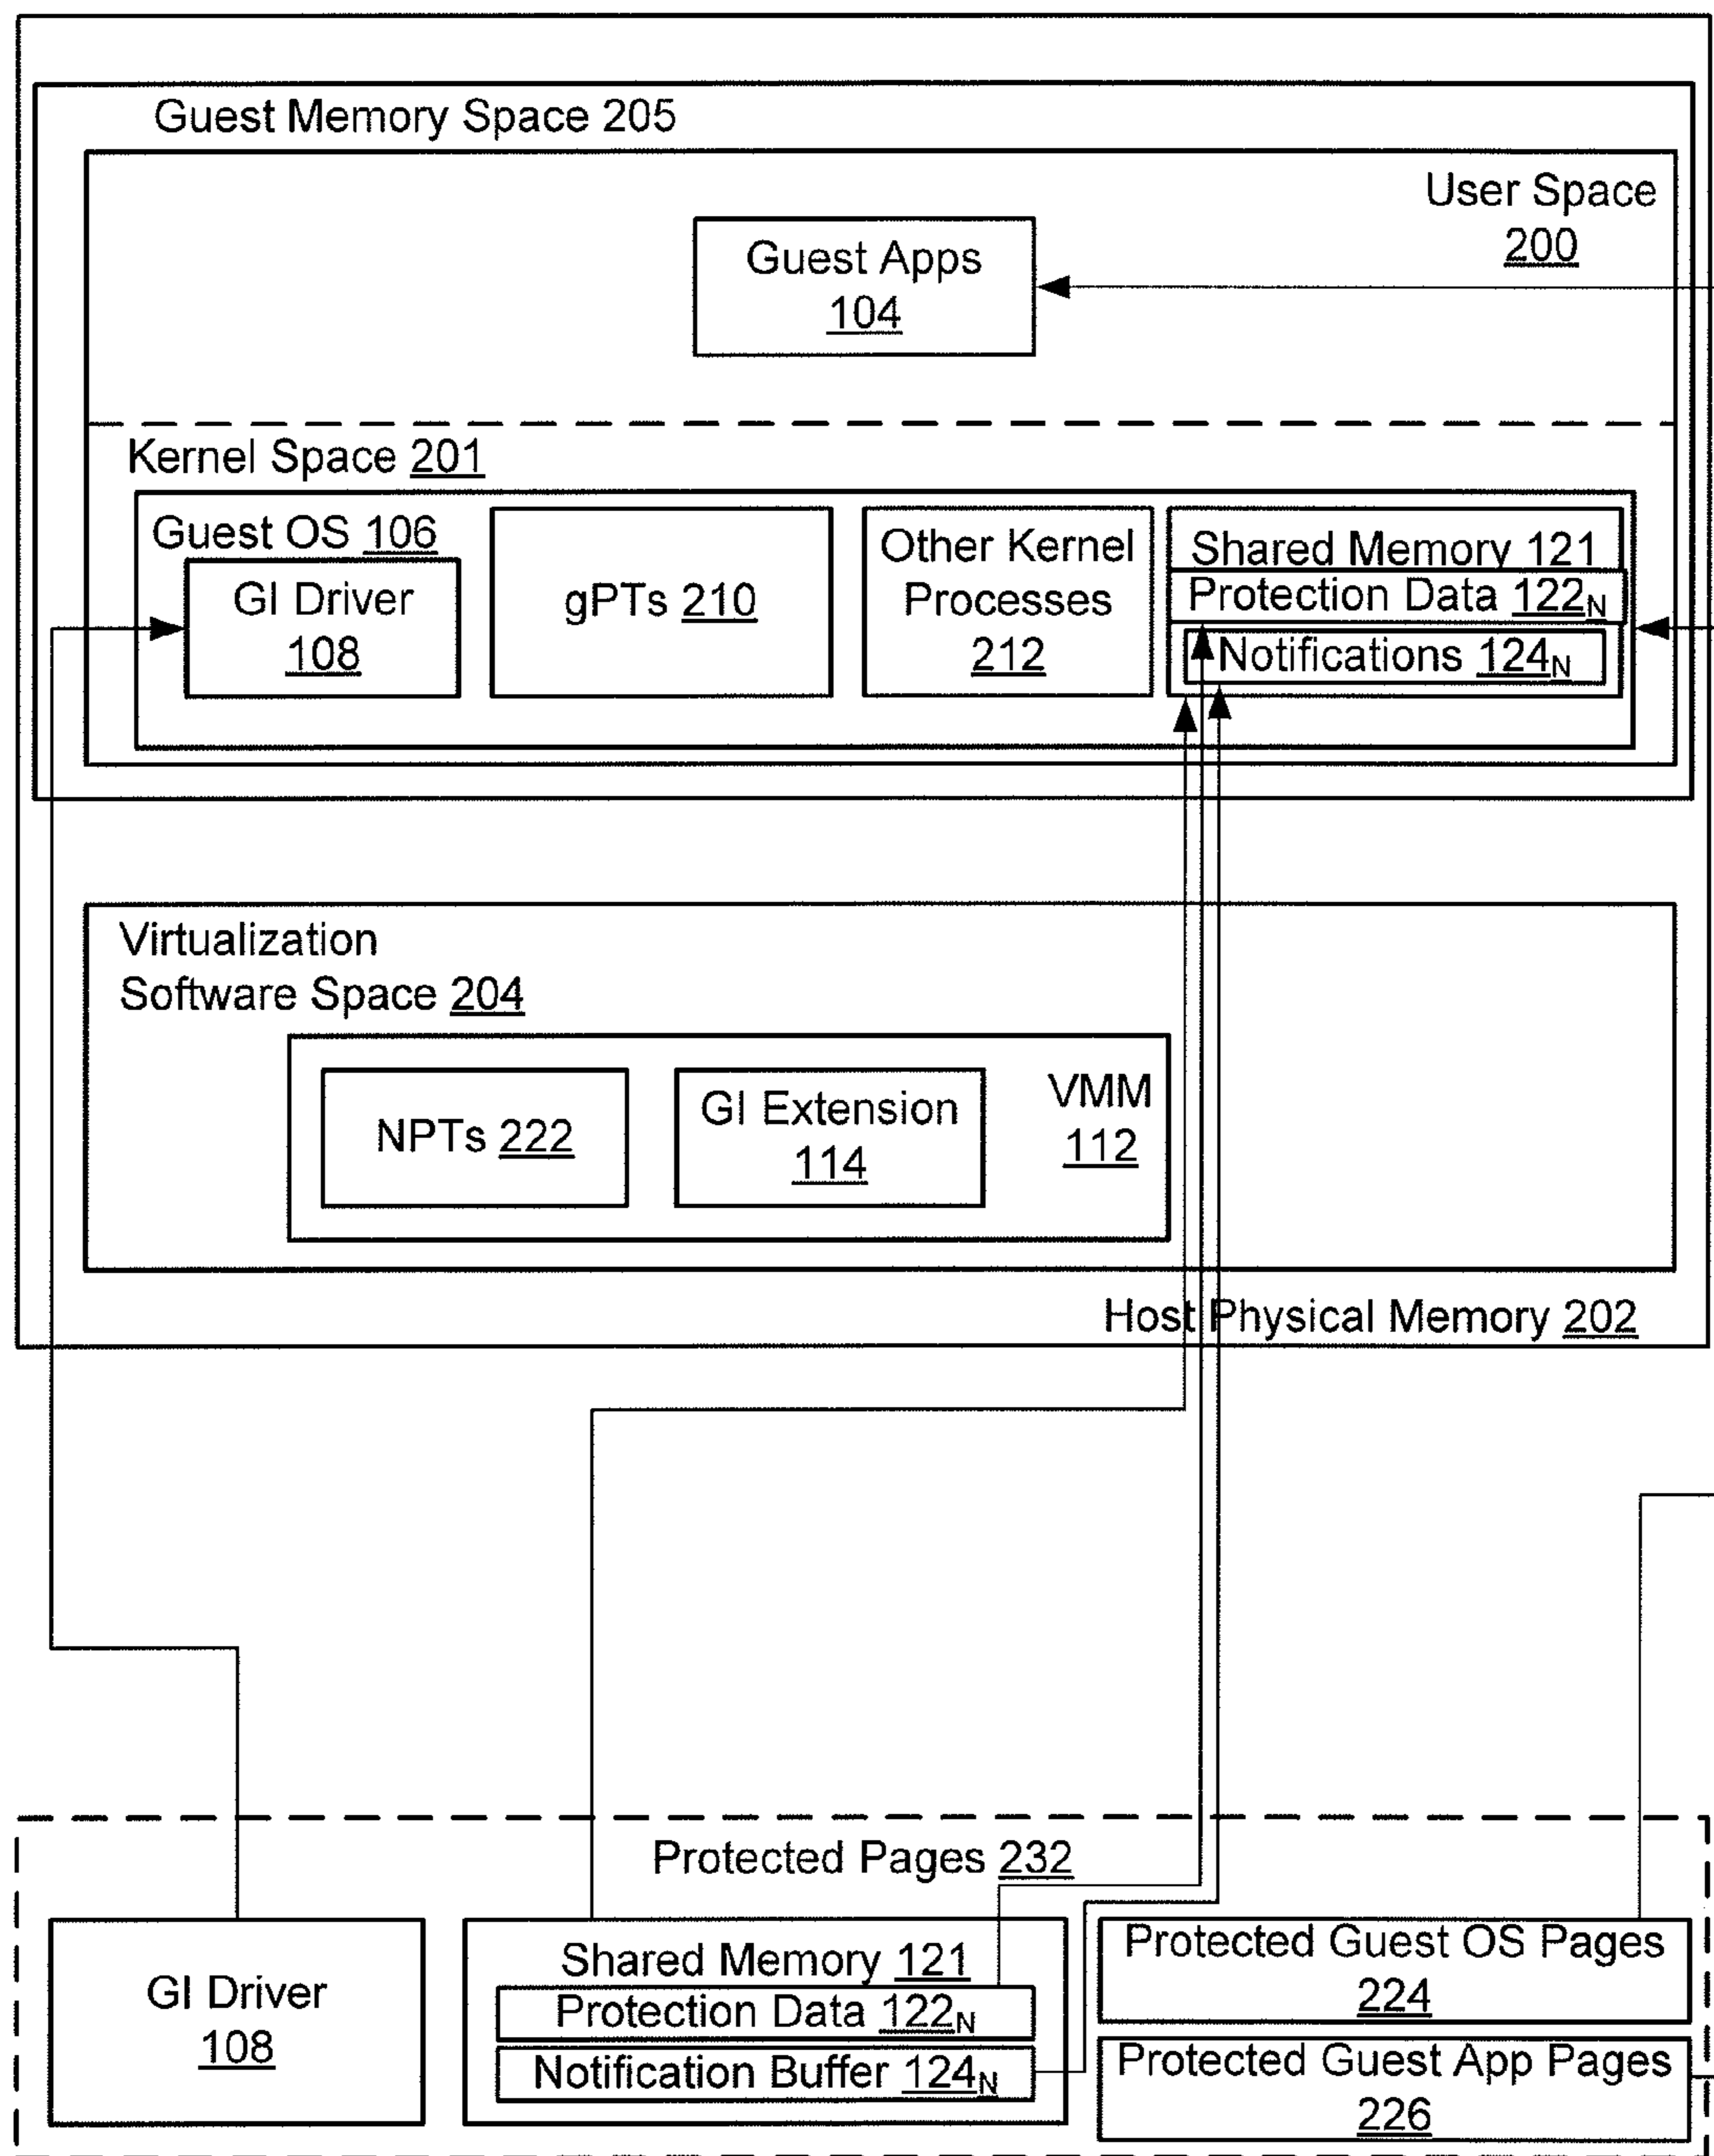 Guest Memory Space 205
User Space
200
Guest Apps
104
Kernel Space 201
Guest OS 106
GI Driver
108
gPTs 210
Other Kernel
Processes
212
Shared Memory 121
Protection Data 122N
Notifications 124N
Virtualization
Software Space 204
NPTs 222
GI Extension
114
VMM
112
Host Physical Memory 202
Protected Pages 232
GI Driver
108
Shared Memory 121
Protection Data 122N
Notification Buffer 124N
Protected Guest OS Pages
224
Protected Guest App Pages
226